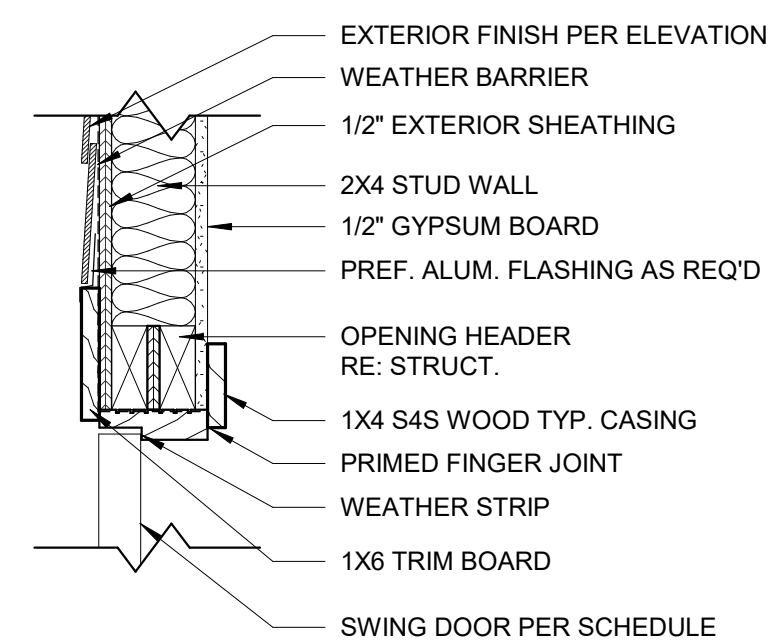 EXTERIOR FINISH PER ELEVATION
WEATHER BARRIER
1/2" EXTERIOR SHEATHING
2X4 STUD WALL
1/2" GYPSUM BOARD
PREF. ALUM. FLASHING AS REQ'D
OPENING HEADER
RE: STRUCT.
1X4 S4S WOOD TYP. CASING
PRIMED FINGER JOINT
WEATHER STRIP
1X6 TRIM BOARD
SWING DOOR PER SCHEDULE